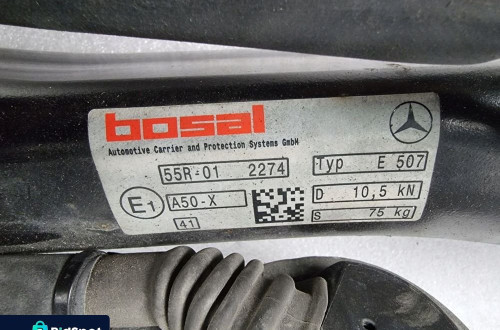 bosal
Automotive Carrier and Protection Systems GmbH
55R-01 2274
Typ E 507
E1
A50-X
D 10,5 kN
41
S 75 kg
BidSpot